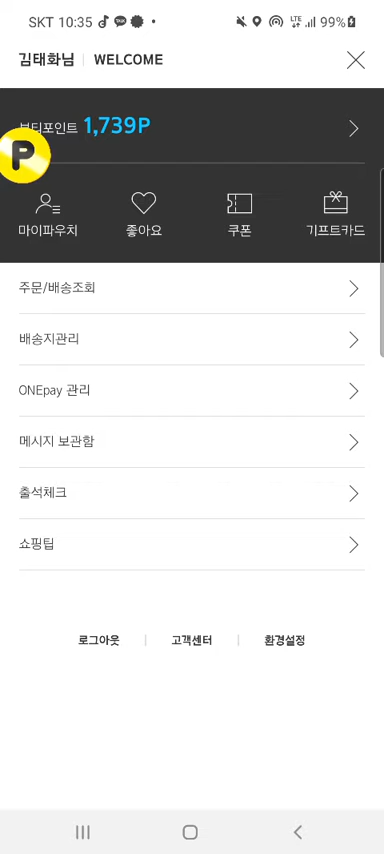 SKT 10:35 TALK LTE 99%
김태화님 | WELCOME
뷰티포인트 1,739P
P
마이파우치 좋아요 쿠폰 기프트카드
주문/배송조회
배송지관리
ONEpay 관리
메시지 보관함
출석체크
쇼핑팁
로그아웃 | 고객센터 | 환경설정